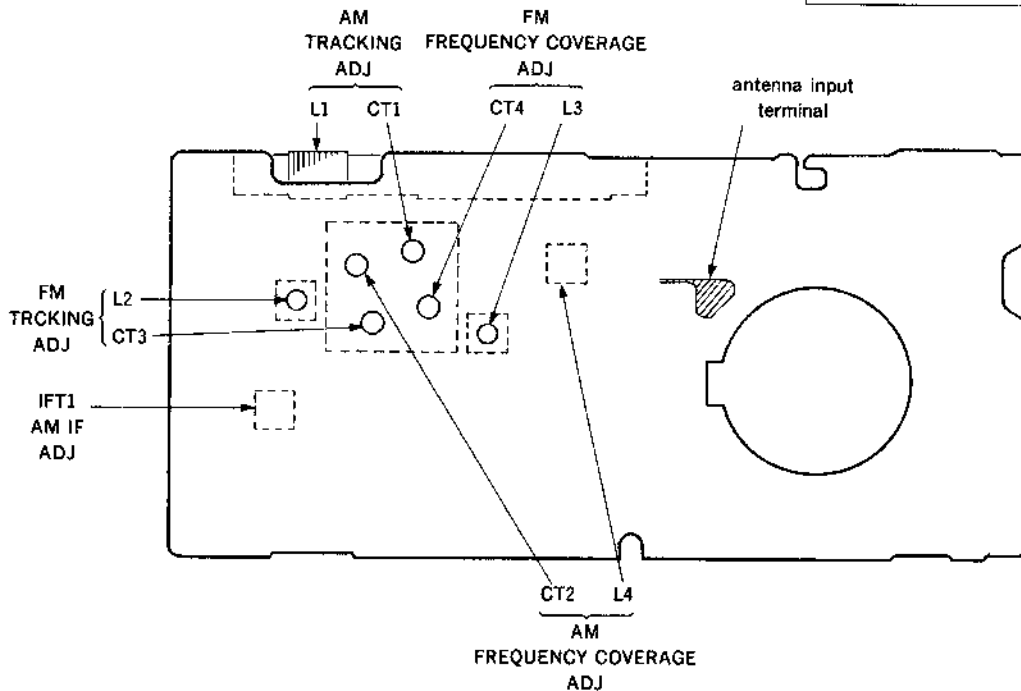 AM
TRACKING
ADJ
L1 CT1
FM
FREQUENCY COVERAGE
ADJ
CT4 L3
antenna input
terminal
FM
TRCKING
ADJ
L2
CT3
IFT1
AM IF
ADJ
CT2 L4
AM
FREQUENCY COVERAGE
ADJ